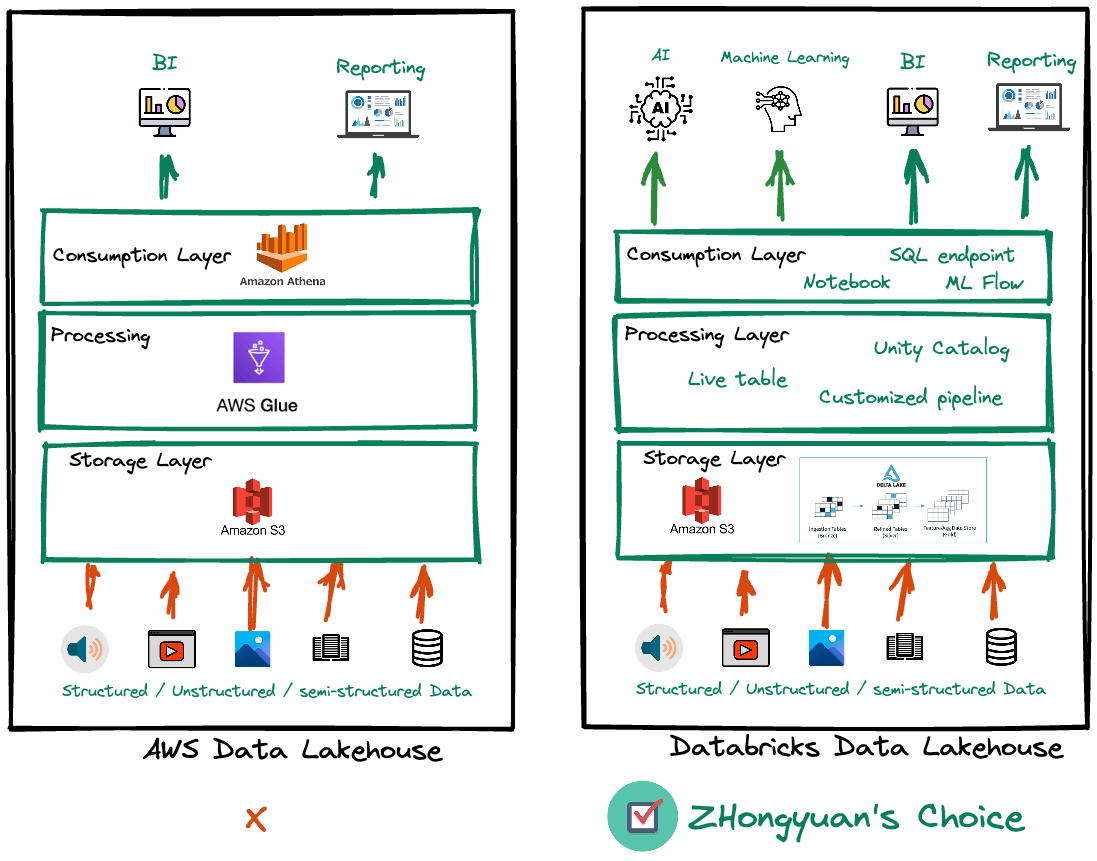 BI
Reporting
Consumption Layer
Amazon Athena
Processing
AWS Glue
Storage Layer
Amazon S3
Structured / Unstructured / semi-structured Data
AWS Data Lakehouse
X
AI
Machine Learning
BI
Reporting
AI
Consumption Layer
SQL endpoint
Notebook
ML Flow
Processing Layer
Unity Catalog
Live table
Customized pipeline
Storage Layer
Amazon S3
DELTA LAKE
Ingestion Tables
(Bronze)
Refined Tables
(Silver)
Feature/Agg Data Store
(Gold)
Structured / Unstructured / semi-structured Data
Databricks Data Lakehouse
ZHongyuan's Choice